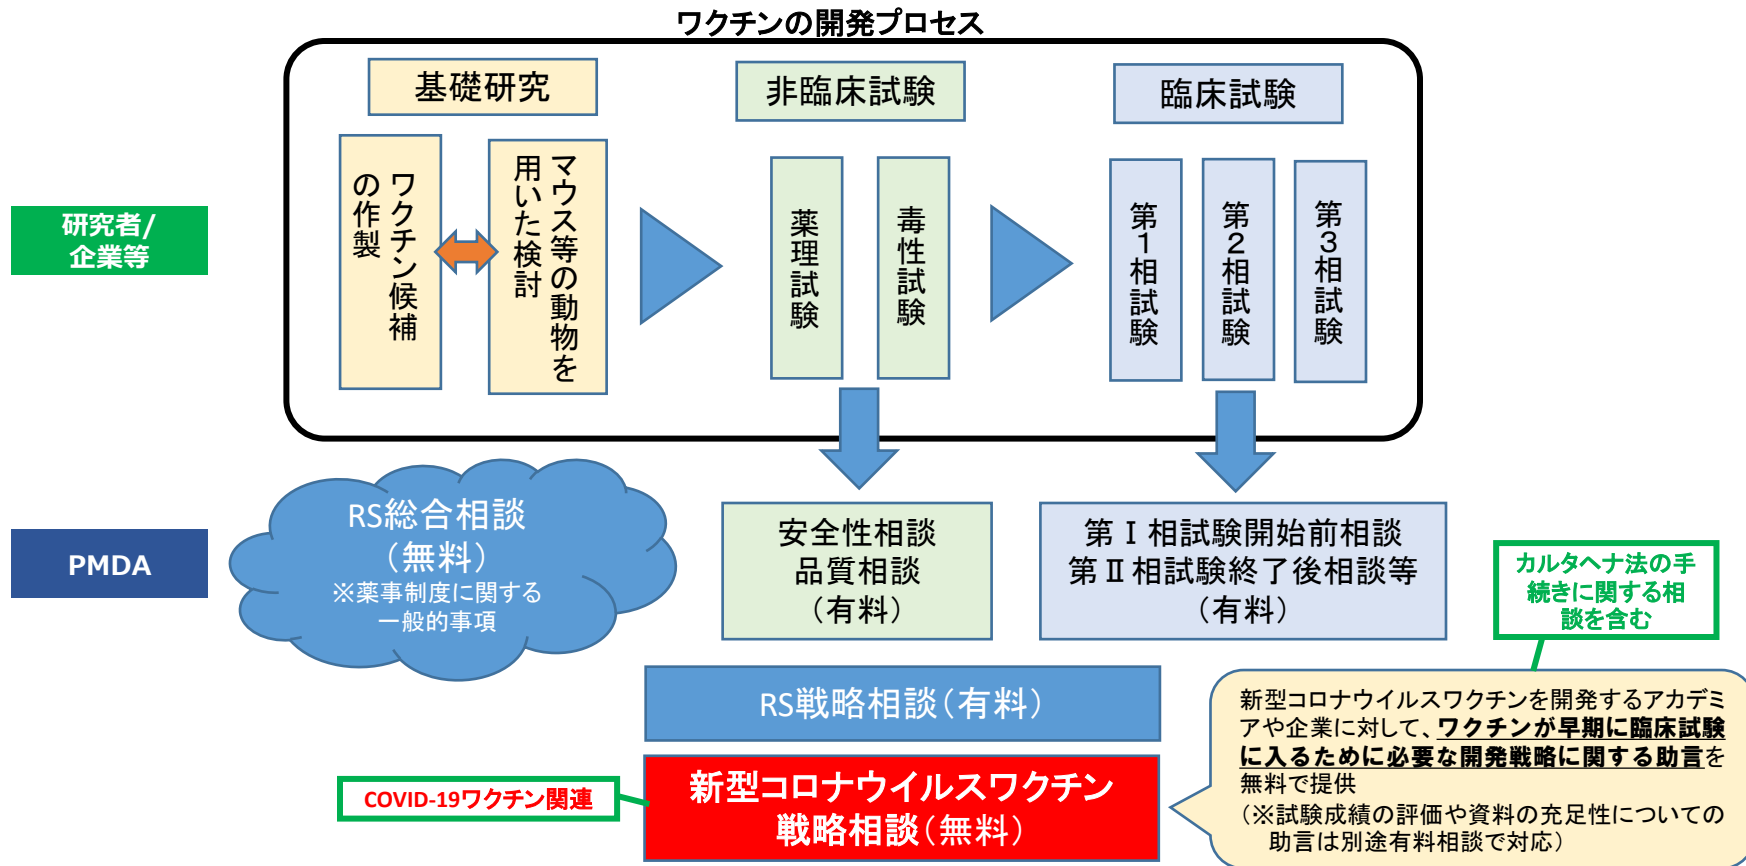 ワクチンの開発プロセス
基礎研究
非臨床試験
臨床試験
研究者/
企業等
ワクチン候補
の作製
マウス等の動物を
用いた検討
薬理試験
毒性試験
第1相試験
第2相試験
第3相試験
PMDA
RS総合相談
(無料)
※薬事制度に関する
一般的事項
安全性相談
品質相談
(有料)
第Ⅰ相試験開始前相談
第Ⅱ相試験終了後相談等
(有料)
カルタヘナ法の手
続きに関する相
談を含む
RS戦略相談(有料)
COVID-19ワクチン関連
新型コロナウイルスワクチン
戦略相談(無料)
新型コロナウイルスワクチンを開発するアカデミ
アや企業に対して、ワクチンが早期に臨床試験
に入るために必要な開発戦略に関する助言を
無料で提供
(※試験成績の評価や資料の充足性についての
助言は別途有料相談で対応)